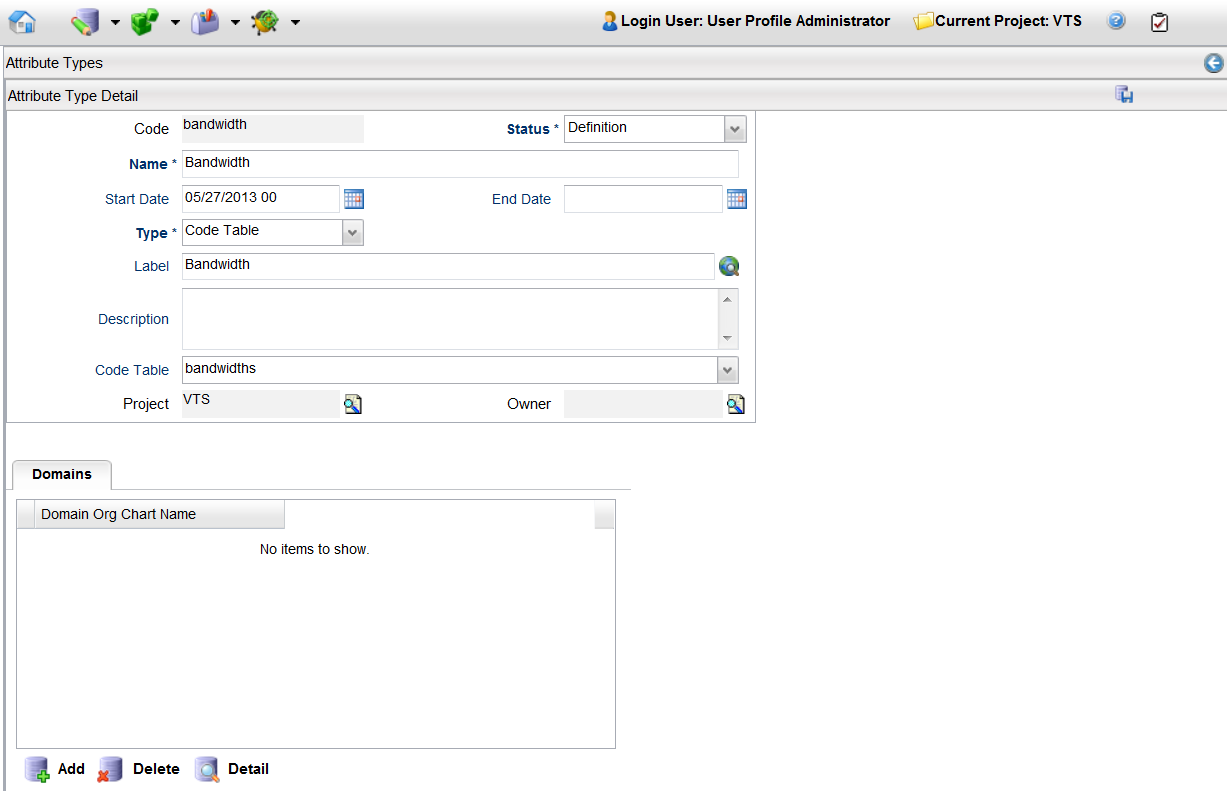 Login User: User Profile Administrator Current Project: VTS
Attribute Types
Attribute Type Detail
Code bandwidth Status * Definition
Name * Bandwidth
Start Date 05/27/2013 00 End Date
Type * Code Table
Label Bandwidth
Description
Code Table bandwidths
Project VTS Owner
Domains
Domain Org Chart Name
No items to show.
Add Delete Detail